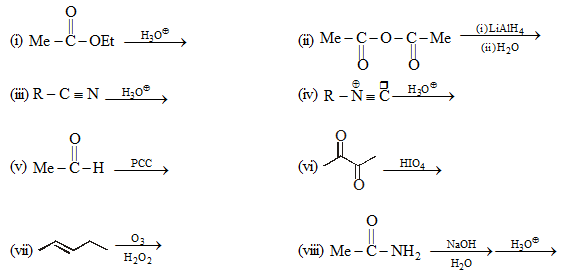 (i) Me – C – OEt H₃O⊕ (ii) Me – C – O – C – Me (i)LiAlH₄ (ii)H₂O
O O O
(iii) R – C ≡ N H₃O⊕ (iv) R – N⊕ ≡ C H₃O⊕
(v) Me – C – H PCC (vi) HIO₄
O O O
(vii) O₃ H₂O₂ (viii) Me – C – NH₂ NaOH H₂O H₃O⊕
O